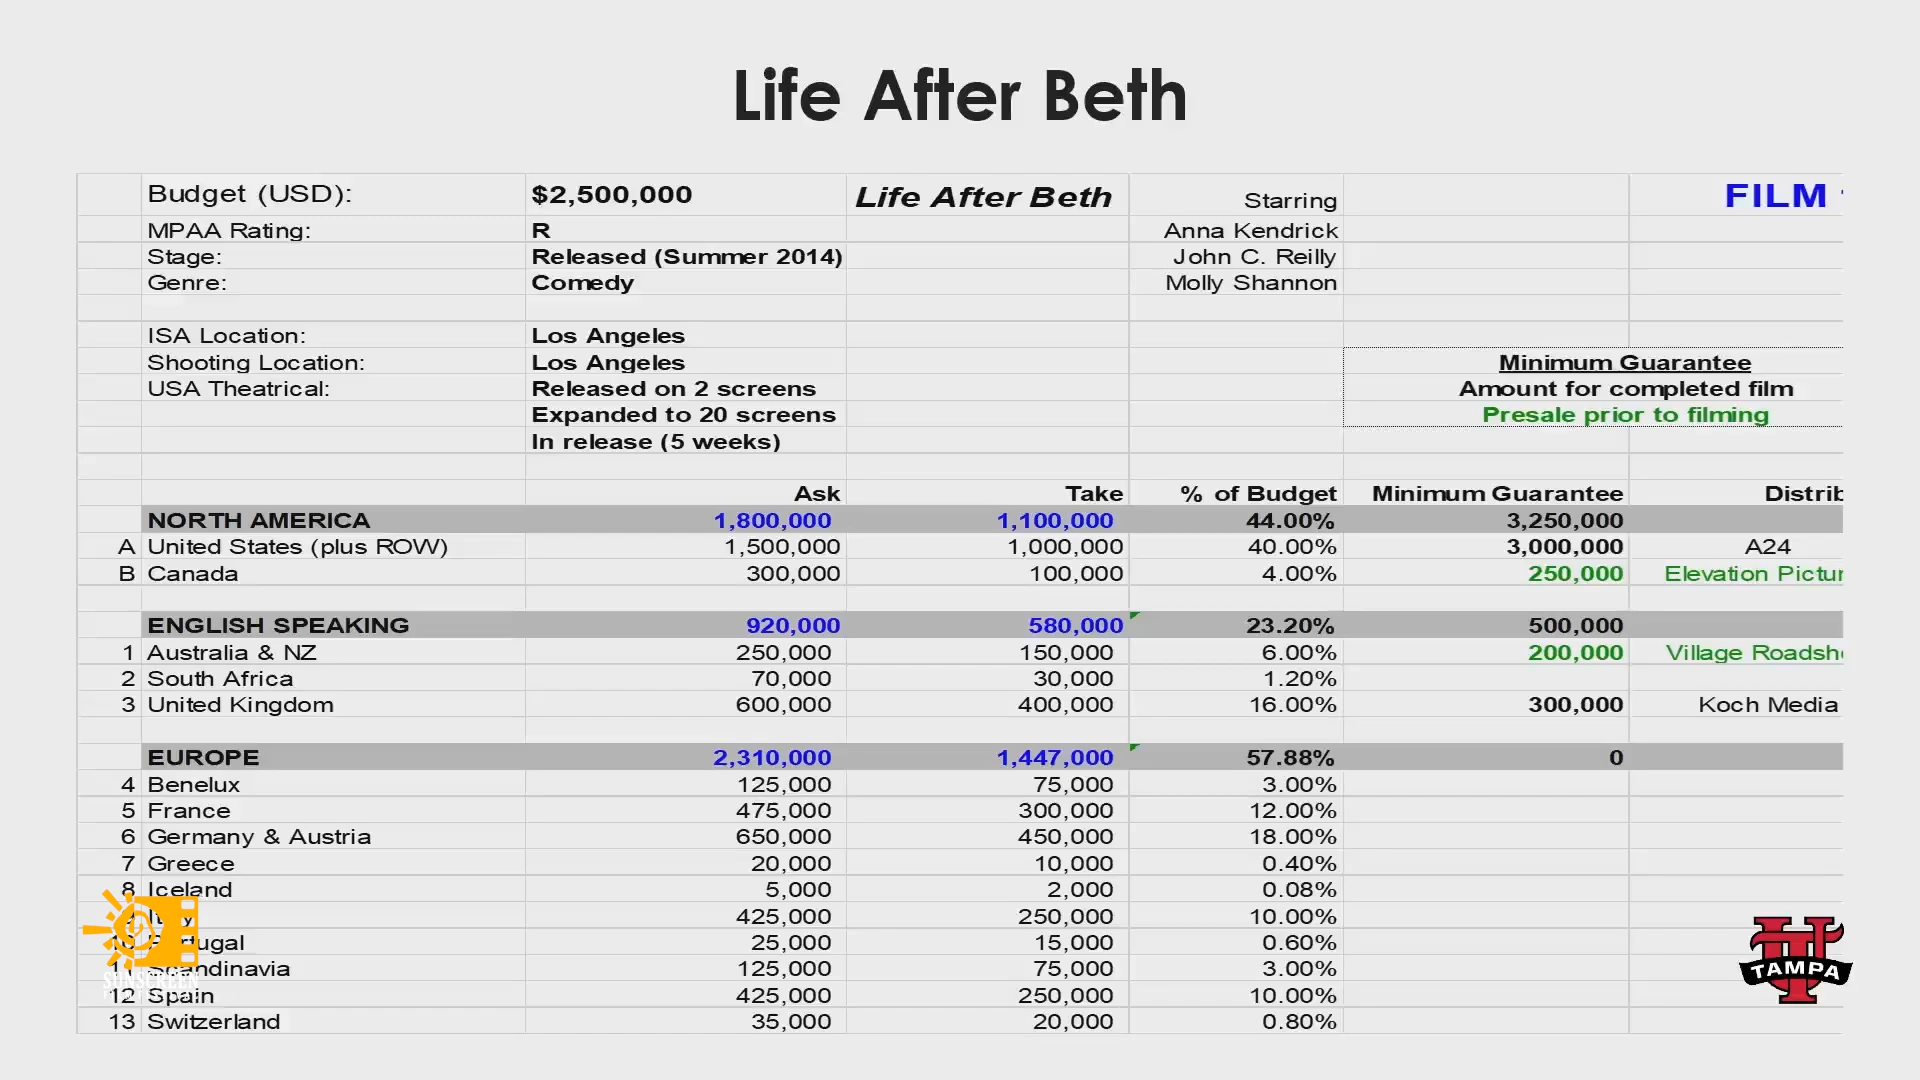 Life After Beth
Budget (USD): $2,500,000 Life After Beth Starring FILM
MPAA Rating: R Anna Kendrick
Stage: Released (Summer 2014) John C. Reilly
Genre: Comedy Molly Shannon
ISA Location: Los Angeles
Shooting Location: Los Angeles Minimum Guarantee
USA Theatrical: Released on 2 screens Amount for completed film
Expanded to 20 screens Presale prior to filming
In release (5 weeks)
Ask Take % of Budget Minimum Guarantee Distrib
NORTH AMERICA 1,800,000 1,100,000 44.00% 3,250,000
A United States (plus ROW) 1,500,000 1,000,000 40.00% 3,000,000 A24
B Canada 300,000 100,000 4.00% 250,000 Elevation Pictur
ENGLISH SPEAKING 920,000 580,000 23.20% 500,000
1 Australia & NZ 250,000 150,000 6.00% 200,000 Village Roadsh
2 South Africa 70,000 30,000 1.20%
3 United Kingdom 600,000 400,000 16.00% 300,000 Koch Media
EUROPE 2,310,000 1,447,000 57.88% 0
4 Benelux 125,000 75,000 3.00%
5 France 475,000 300,000 12.00%
6 Germany & Austria 650,000 450,000 18.00%
7 Greece 20,000 10,000 0.40%
8 Iceland 5,000 2,000 0.08%
9 Italy 425,000 250,000 10.00%
10 Portugal 25,000 15,000 0.60%
11 Scandinavia 125,000 75,000 3.00%
12 Spain 425,000 250,000 10.00%
13 Switzerland 35,000 20,000 0.80%
SUNSCREEN
TAMPA